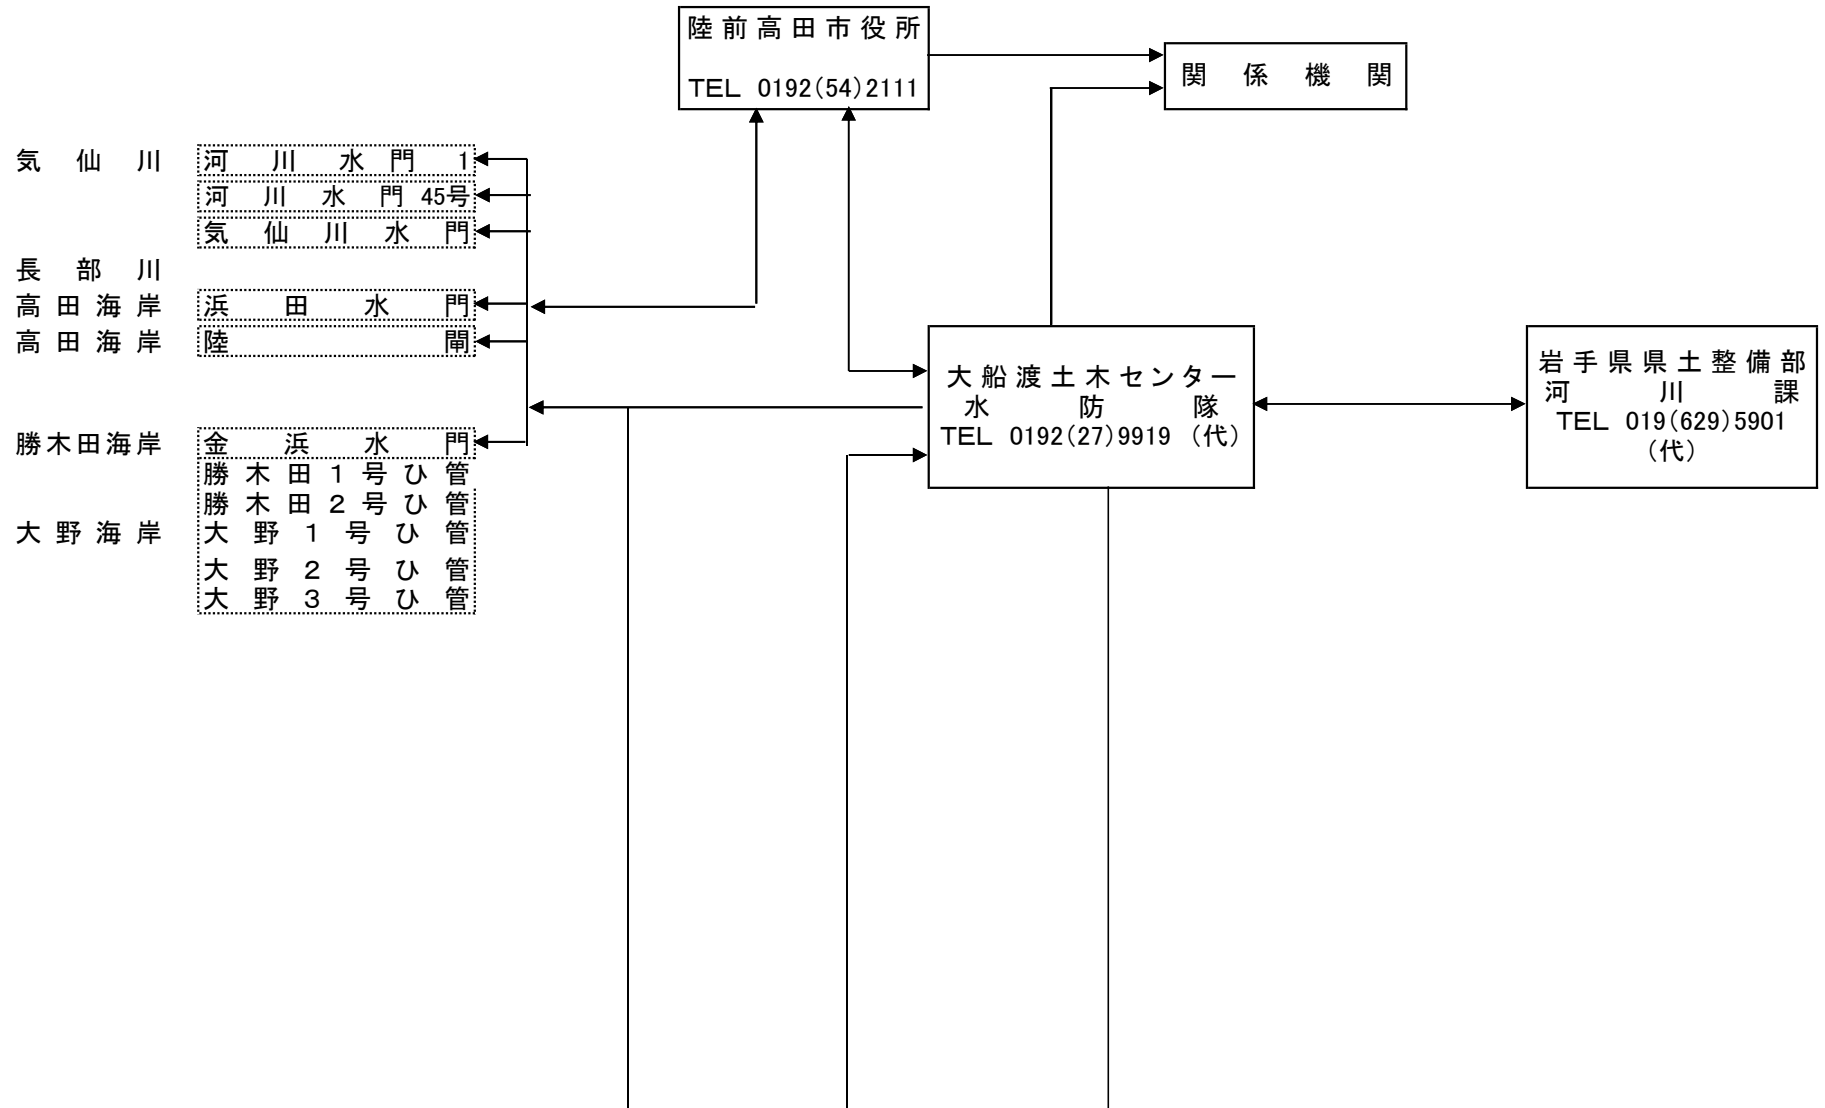 陸前高田市役所
TEL 0192(54)2111
関係機関
気仙川 河川水門 1
河川水門 45号
気仙川水門
長部川
高田海岸 浜田水門
高田海岸 陸閘
大船渡土木センター
水防隊
TEL 0192(27)9919 (代)
岩手県県土整備部
河川課
TEL 019(629)5901
(代)
勝木田海岸 金浜水門
勝木田1号ひ管
勝木田2号ひ管
大野海岸 大野1号ひ管
大野2号ひ管
大野3号ひ管